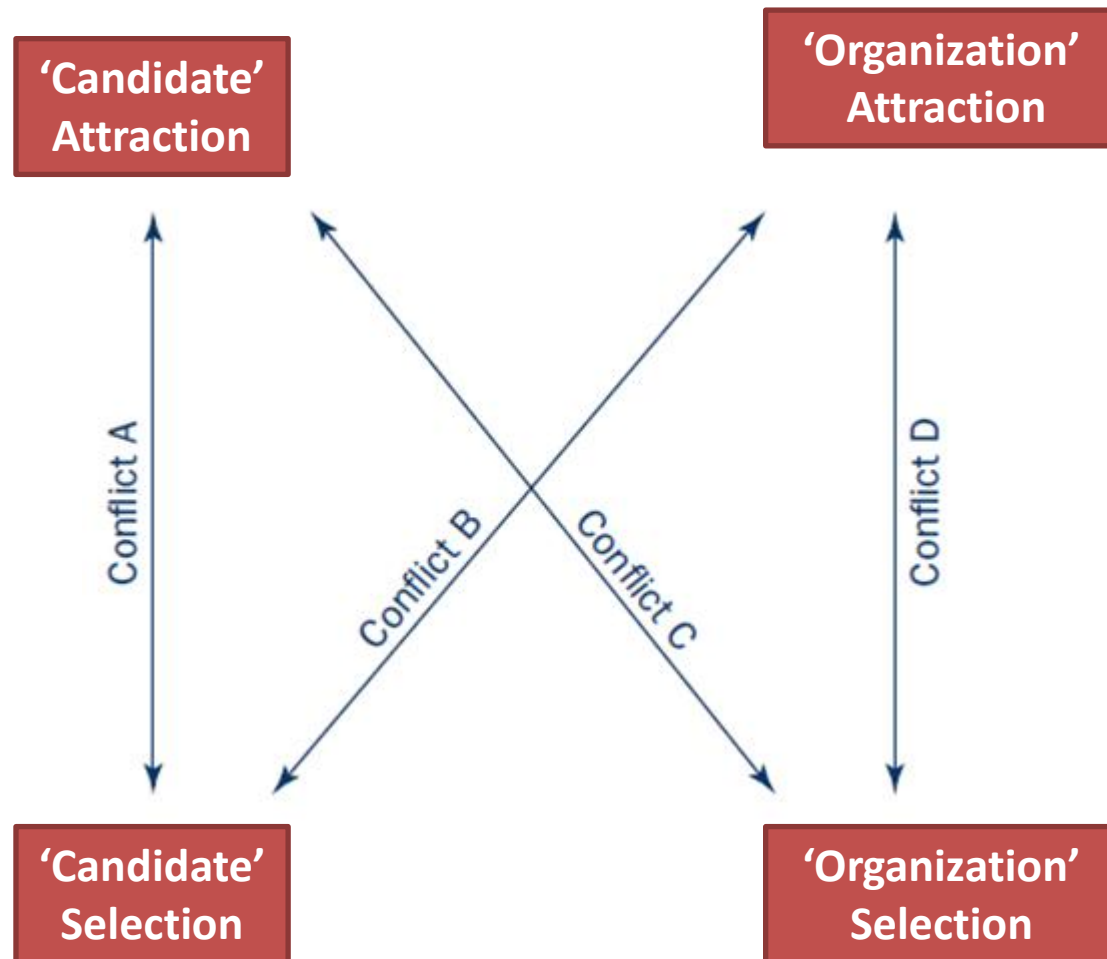 ‘Candidate’
Attraction
‘Organization’
Attraction
Conflict A
Conflict B
Conflict C
Conflict D
‘Candidate’
Selection
‘Organization’
Selection